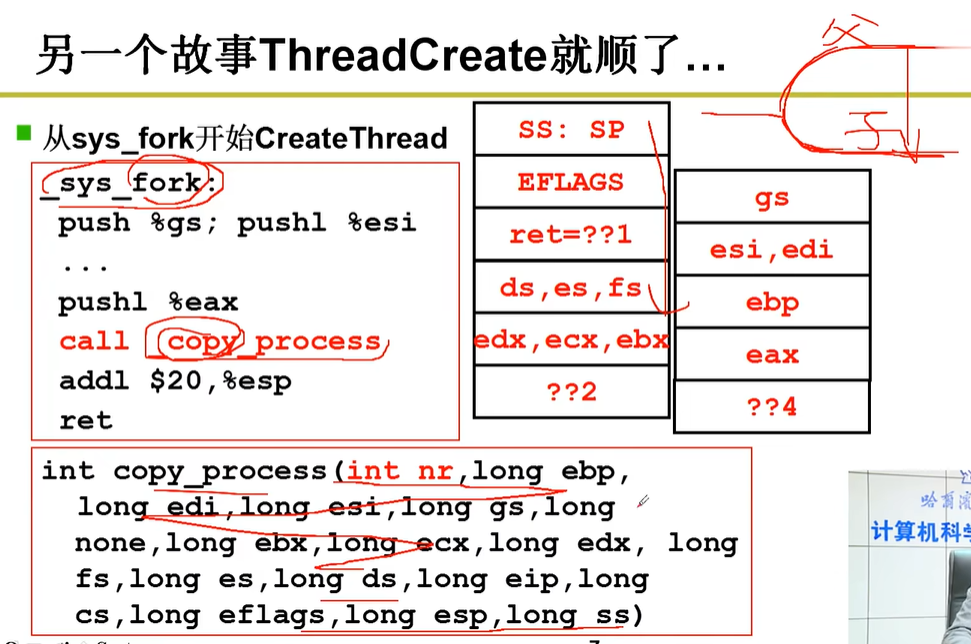 另一个故事ThreadCreate就顺了…
父
子
从sys_fork开始CreateThread
_sys_fork:
push %gs; pushl %esi
...
pushl %eax
call _copy_process
addl $20,%esp
ret
SS: SP
EFLAGS
ret=??1
ds,es,fs
edx,ecx,ebx
??2
gs
esi,edi
ebp
eax
??4
int copy_process(int nr,long ebp,
long edi,long esi,long gs,long
none,long ebx,long ecx,long edx, long
fs,long es,long ds,long eip,long
cs,long eflags,long esp,long ss)
计算机科学